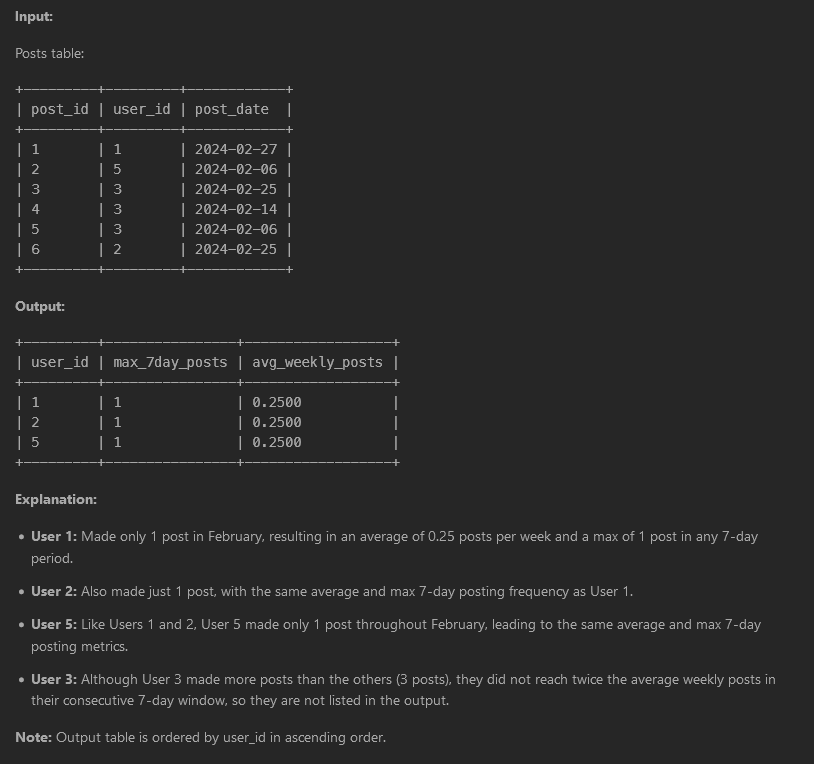 Input:
Posts table:
+—————————+—————————+————————————+
| post_id | user_id | post_date  |
+—————————+—————————+————————————+
| 1       | 1       | 2024–02–27 |
| 2       | 5       | 2024–02–06 |
| 3       | 3       | 2024–02–25 |
| 4       | 3       | 2024–02–14 |
| 5       | 3       | 2024–02–06 |
| 6       | 2       | 2024–02–25 |
+—————————+—————————+————————————+
Output:
+—————————+————————————————+——————————————————+
| user_id | max_7day_posts | avg_weekly_posts |
+—————————+————————————————+——————————————————+
| 1       | 1              | 0.2500           |
| 2       | 1              | 0.2500           |
| 5       | 1              | 0.2500           |
+—————————+————————————————+——————————————————+
Explanation:
• User 1: Made only 1 post in February, resulting in an average of 0.25 posts per week and a max of 1 post in any 7-day
period.
• User 2: Also made just 1 post, with the same average and max 7-day posting frequency as User 1.
• User 5: Like Users 1 and 2, User 5 made only 1 post throughout February, leading to the same average and max 7-day
posting metrics.
• User 3: Although User 3 made more posts than the others (3 posts), they did not reach twice the average weekly posts in
their consecutive 7-day window, so they are not listed in the output.
Note: Output table is ordered by user_id in ascending order.